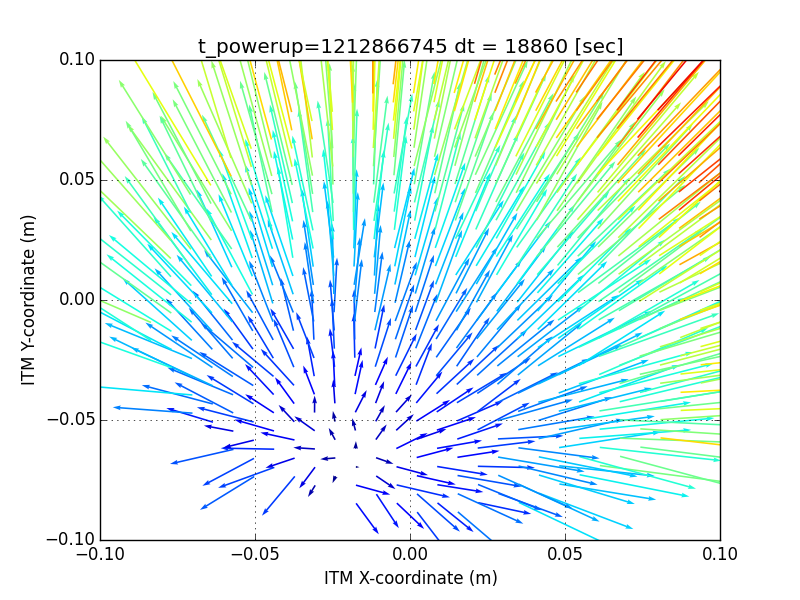 t_powerup=1212866745 dt = 18860 [sec]
0.10
0.05
0.00
−0.05
−0.10
ITM Y-coordinate (m)
−0.10 −0.05 0.00 0.05 0.10
ITM X-coordinate (m)